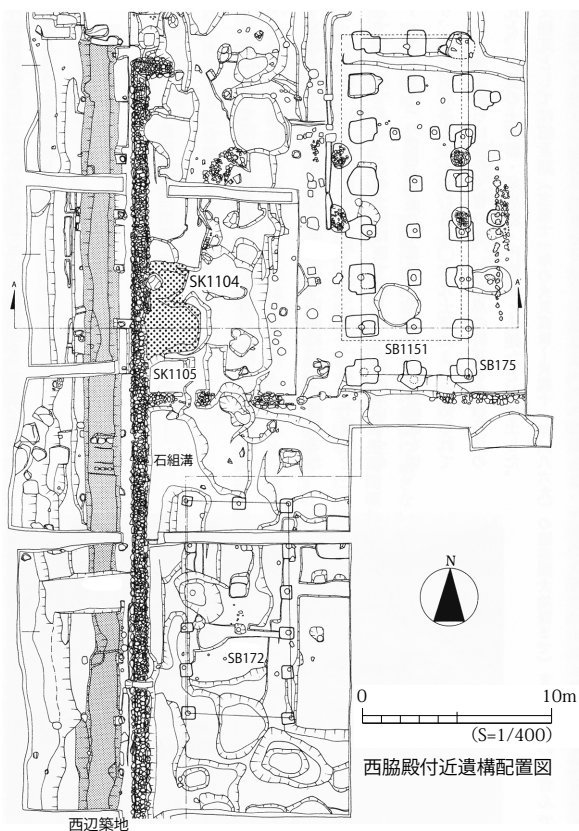 A
SK1104
A'
SB1151
SB175
SK1105
石組溝
N
SB172
0 10m
(S=1/400)
西脇殿付近遺構配置図
西辺築地